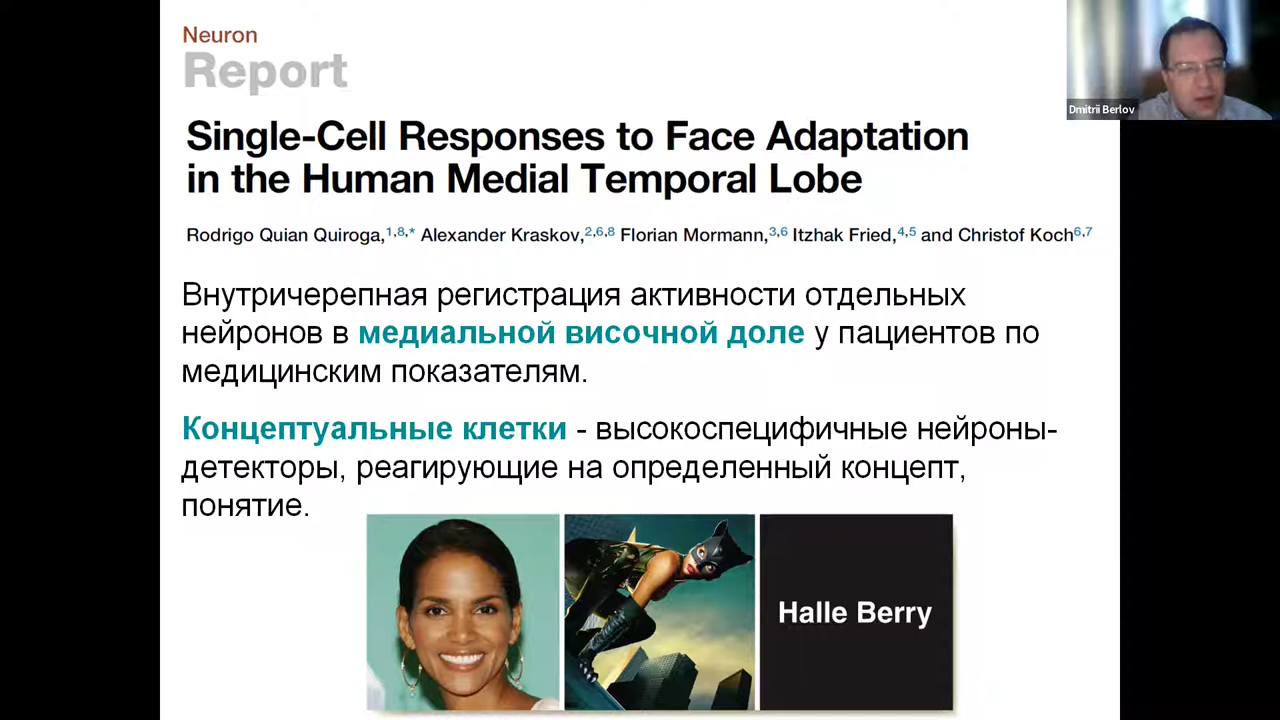 Neuron
Report
Dmitrii Berlov
Single-Cell Responses to Face Adaptation
in the Human Medial Temporal Lobe
Rodrigo Quian Quiroga,1,8,* Alexander Kraskov,2,6,8 Florian Mormann,3,6 Itzhak Fried,4,5 and Christof Koch6,7
Внутричерепная регистрация активности отдельных
нейронов в медиальной височной доле у пациентов по
медицинским показателям.
Концептуальные клетки - высокоспецифичные нейроны-
детекторы, реагирующие на определенный концепт,
понятие.
Halle Berry